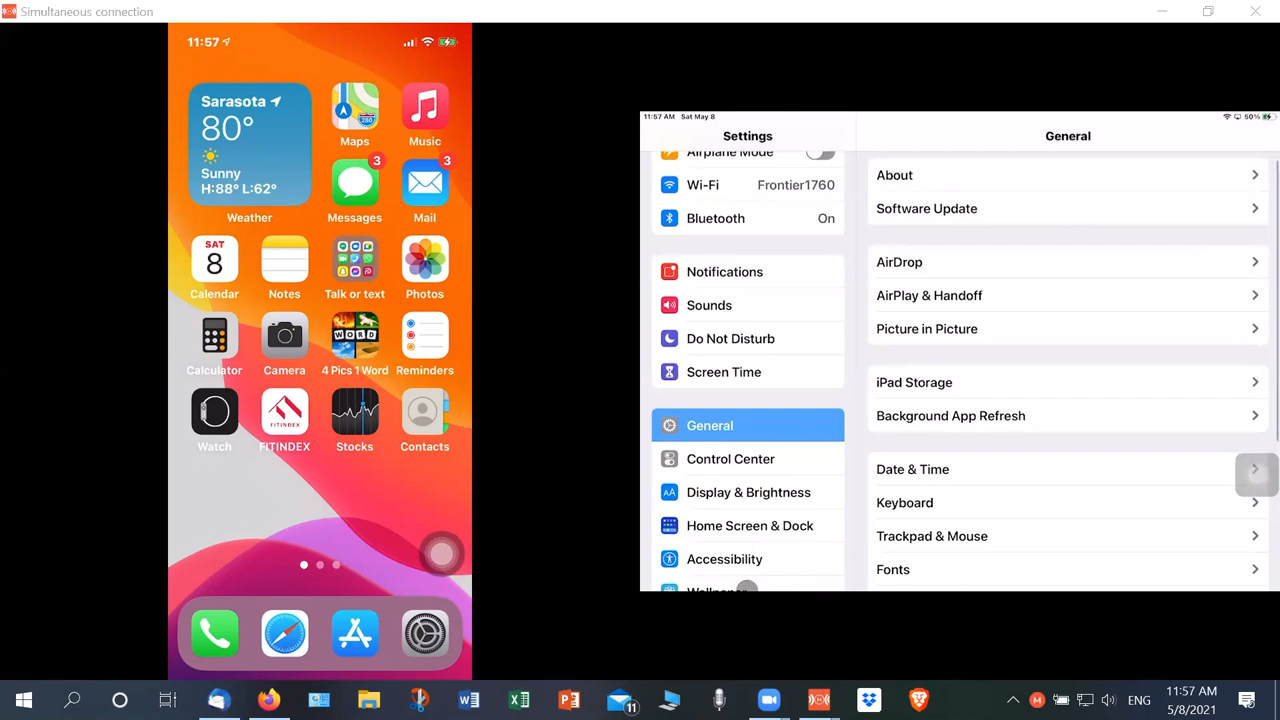 Simultaneous connection
11:57
Sarasota
80°
Sunny
H:88° L:62°
Weather
Maps
Music
3
3
Messages
Mail
SAT
8
Calendar
Notes
Talk or text
Photos
WORD
Calculator
Camera
4 Pics 1 Word
Reminders
FITINDEX
Watch
FITINDEX
Stocks
Contacts
11:57 AM Sat May 8
50%
Settings
Airplane Mode
Wi-Fi Frontier1760
Bluetooth On
Notifications
Sounds
Do Not Disturb
Screen Time
General
Control Center
AA Display & Brightness
Home Screen & Dock
Accessibility
Wallpaper
General
About
Software Update
AirDrop
AirPlay & Handoff
Picture in Picture
iPad Storage
Background App Refresh
Date & Time
Keyboard
Trackpad & Mouse
Fonts
11
ENG
11:57 AM
5/8/2021